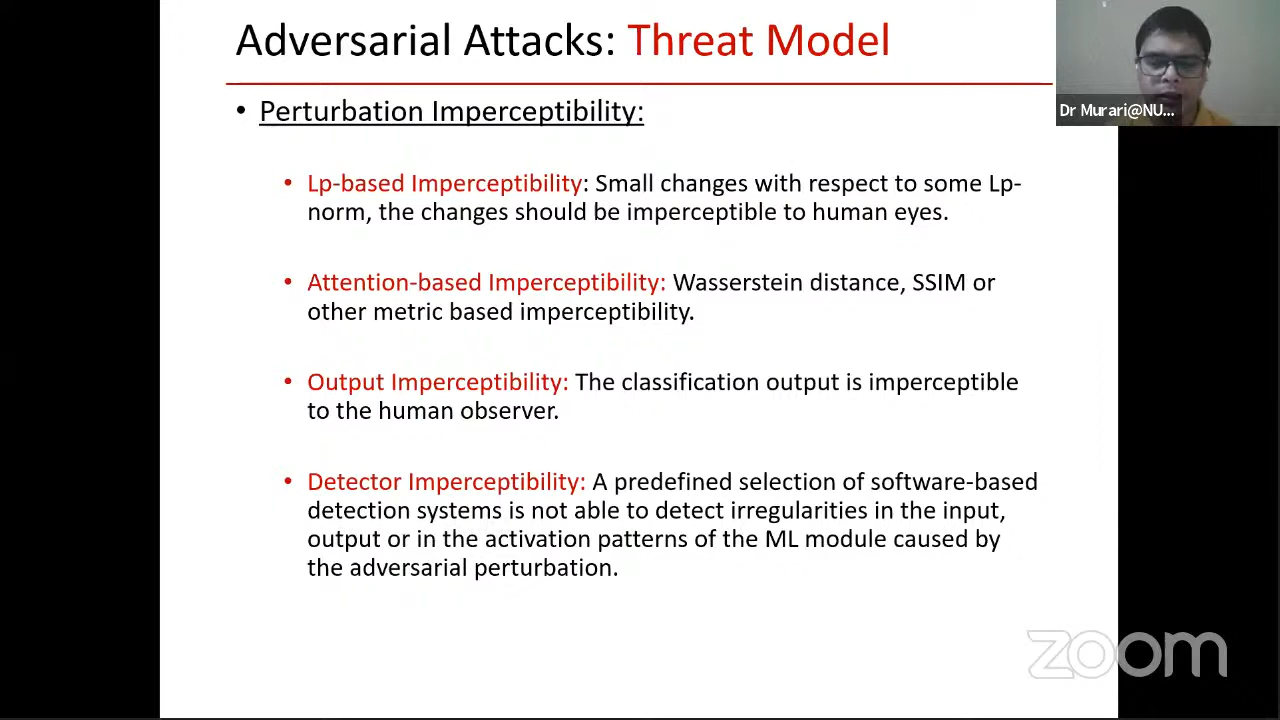 Adversarial Attacks: Threat Model
• Perturbation Imperceptibility:
• Lp-based Imperceptibility: Small changes with respect to some Lp-
norm, the changes should be imperceptible to human eyes.
• Attention-based Imperceptibility: Wasserstein distance, SSIM or
other metric based imperceptibility.
• Output Imperceptibility: The classification output is imperceptible
to the human observer.
• Detector Imperceptibility: A predefined selection of software-based
detection systems is not able to detect irregularities in the input,
output or in the activation patterns of the ML module caused by
the adversarial perturbation.
Dr Murari@NU...
zoom